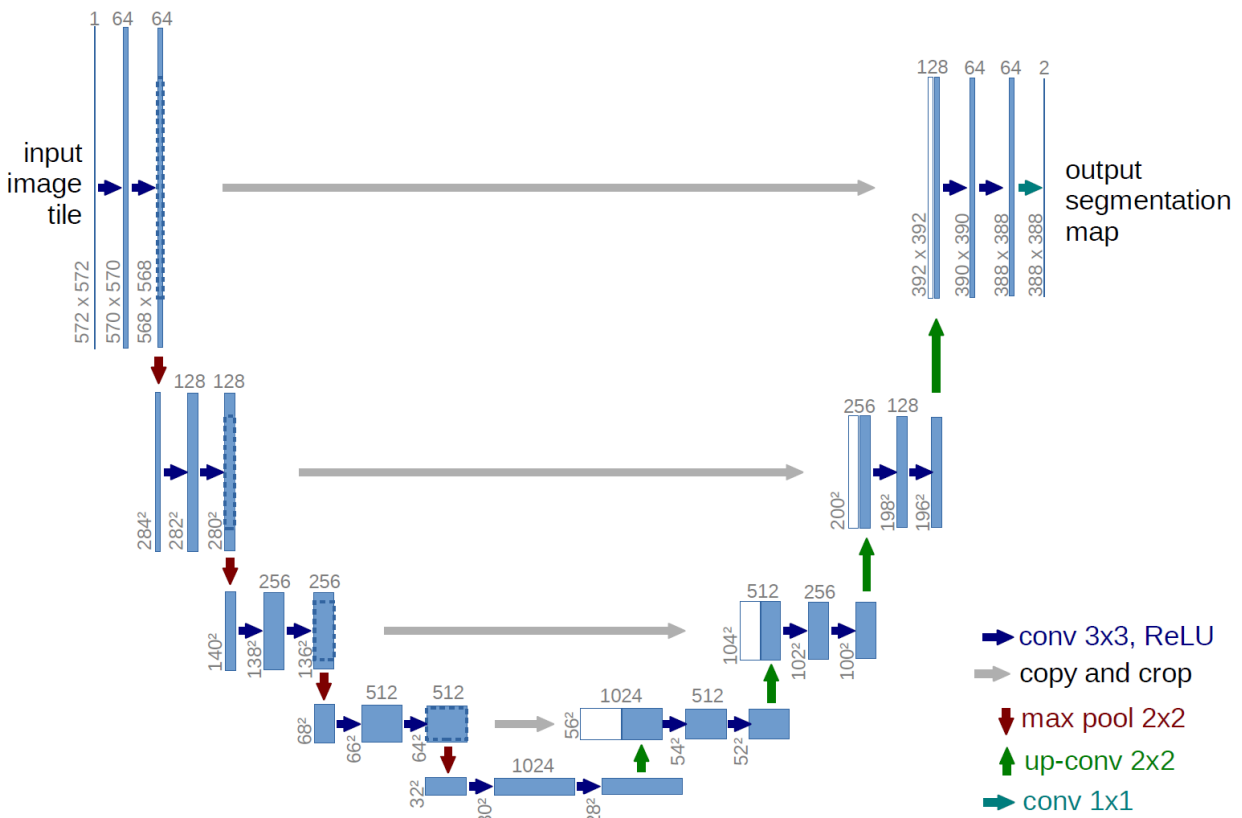 1 64 64
128 64 64 2
input
image
tile
output
segmentation
map
572 x 572
570 x 570
568 x 568
392 x 392
390 x 390
388 x 388
388 x 388
128 128
256 128
284²
282²
280²
200²
198²
196²
256 256
512 256
140²
138²
136²
104²
102²
100²
conv 3x3, ReLU
copy and crop
max pool 2x2
up-conv 2x2
conv 1x1
512 512
1024 512
68²
66²
64²
56²
54²
52²
1024
32²